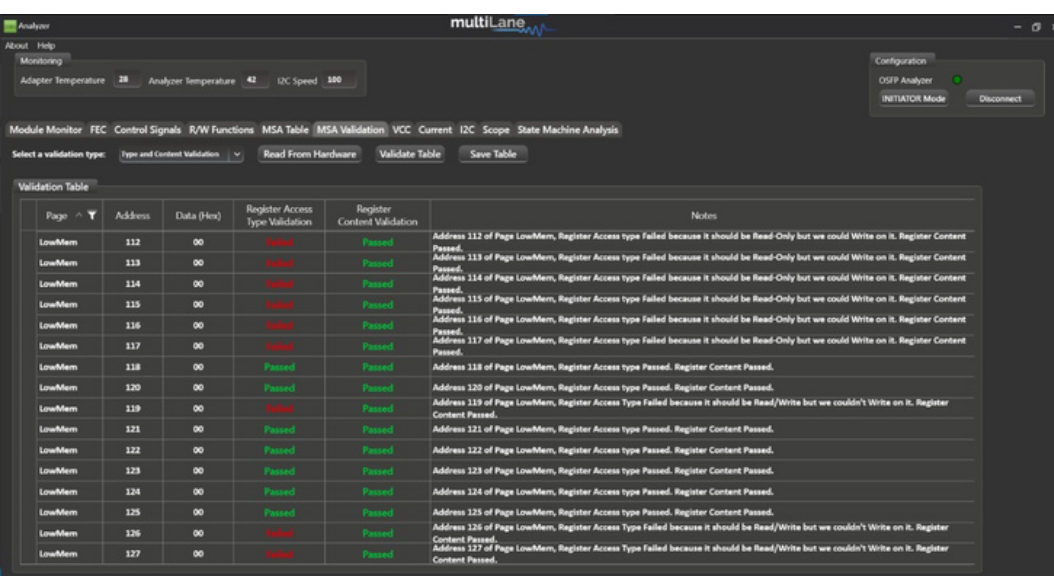 Analyzer
multiLane
About Help
Monitoring
Adapter Temperature 28 Analyzer Temperature 42 I2C Speed 100
Configuration
OSFP Analyzer
INITIATOR Mode Disconnect
Module Monitor FEC Control Signals R/W Functions MSA Table MSA Validation VCC Current I2C Scope State Machine Analysis
Select a validation type: Type and Content Validation Read From Hardware Validate Table Save Table
Validation Table
Page Address Data (Hex) Register Access Type Validation Register Content Validation Notes
LowMem 112 00 Failed Passed Address 112 of Page LowMem, Register Access type Failed because it should be Read-Only but we could Write on it. Register Content
Passed.
LowMem 113 00 Failed Passed Address 113 of Page LowMem, Register Access type Failed because it should be Read-Only but we could Write on it. Register Content
Passed.
LowMem 114 00 Failed Passed Address 114 of Page LowMem, Register Access type Failed because it should be Read-Only but we could Write on it. Register Content
Passed.
LowMem 115 00 Failed Passed Address 115 of Page LowMem, Register Access type Failed because it should be Read-Only but we could Write on it. Register Content
Passed.
LowMem 116 00 Failed Passed Address 116 of Page LowMem, Register Access type Failed because it should be Read-Only but we could Write on it. Register Content
Passed.
LowMem 117 00 Failed Passed Address 117 of Page LowMem, Register Access type Failed because it should be Read-Only but we could Write on it. Register Content
Passed.
LowMem 118 00 Passed Passed Address 118 of Page LowMem, Register Access type Passed. Register Content Passed.
LowMem 120 00 Passed Passed Address 120 of Page LowMem, Register Access type Passed. Register Content Passed.
LowMem 119 00 Failed Passed Address 119 of Page LowMem, Register Access Type Failed because it should be Read/Write but we couldn't Write on it. Register
Content Passed.
LowMem 121 00 Passed Passed Address 121 of Page LowMem, Register Access type Passed. Register Content Passed.
LowMem 122 00 Passed Passed Address 122 of Page LowMem, Register Access type Passed. Register Content Passed.
LowMem 123 00 Passed Passed Address 123 of Page LowMem, Register Access type Passed. Register Content Passed.
LowMem 124 00 Passed Passed Address 124 of Page LowMem, Register Access type Passed. Register Content Passed.
LowMem 125 00 Passed Passed Address 125 of Page LowMem, Register Access type Passed. Register Content Passed.
LowMem 126 00 Failed Passed Address 126 of Page LowMem, Register Access Type Failed because it should be Read/Write but we couldn't Write on it. Register
Content Passed.
LowMem 127 00 Failed Passed Address 127 of Page LowMem, Register Access Type Failed because it should be Read/Write but we couldn't Write on it. Register
Content Passed.